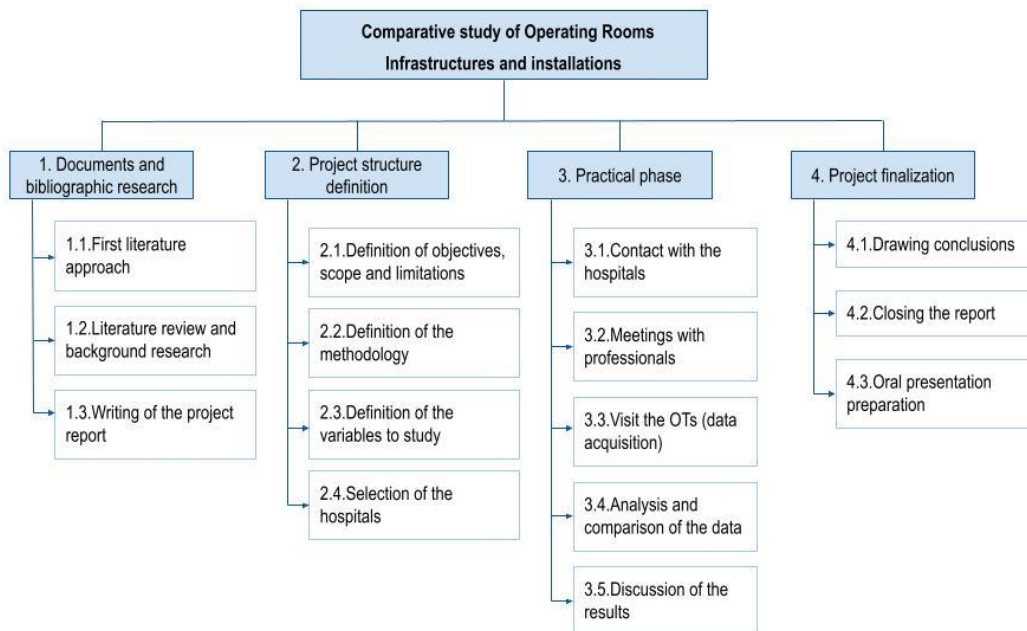 Comparative study of Operating Rooms
Infrastructures and installations
1. Documents and
bibliographic research
1.1.First literature
approach
1.2.Literature review and
background research
1.3.Writing of the project
report
2. Project structure
definition
2.1.Definition of objectives,
scope and limitations
2.2.Definition of the
methodology
2.3.Definition of the
variables to study
2.4.Selection of the
hospitals
3. Practical phase
3.1.Contact with the
hospitals
3.2.Meetings with
professionals
3.3.Visit the OTs (data
acquisition)
3.4.Analysis and
comparison of the data
3.5.Discussion of the
results
4. Project finalization
4.1.Drawing conclusions
4.2.Closing the report
4.3.Oral presentation
preparation